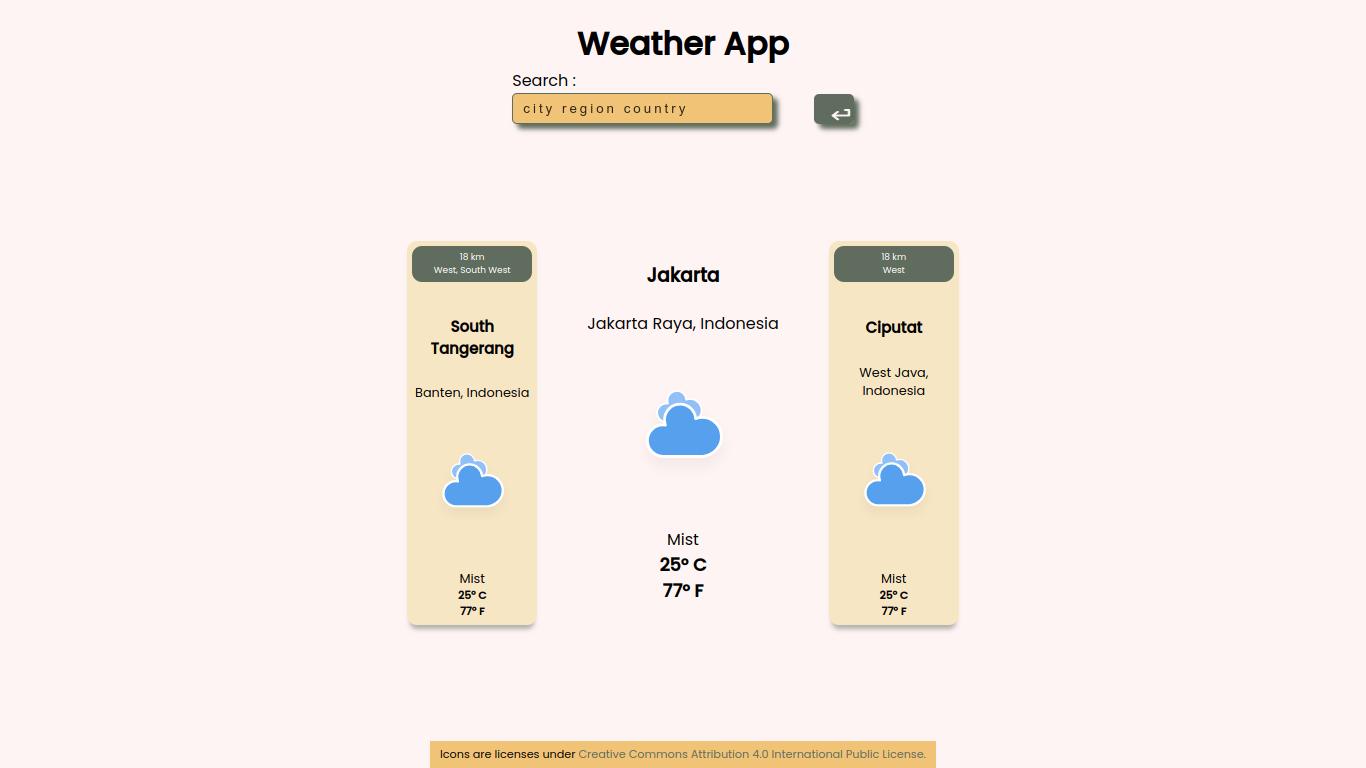 Weather App
Search :
city region country
18 km
West, South West
South
Tangerang
Banten, Indonesia
Mist
25° C
77° F
Jakarta
Jakarta Raya, Indonesia
Mist
25° C
77° F
18 km
West
Ciputat
West Java,
Indonesia
Mist
25° C
77° F
Icons are licenses under Creative Commons Attribution 4.0 International Public License.